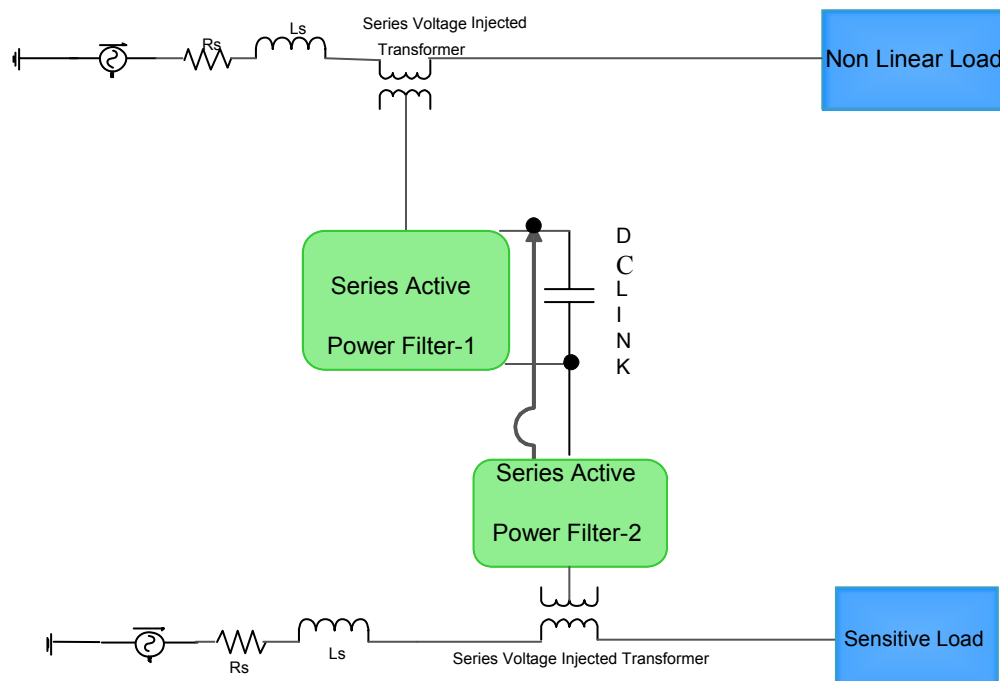 Series Voltage Injected
Transformer
Rs
Ls
Non Linear Load
Series Active
Power Filter-1
D
C
L
I
N
K
Series Active
Power Filter-2
Rs
Ls
Series Voltage Injected Transformer
Sensitive Load